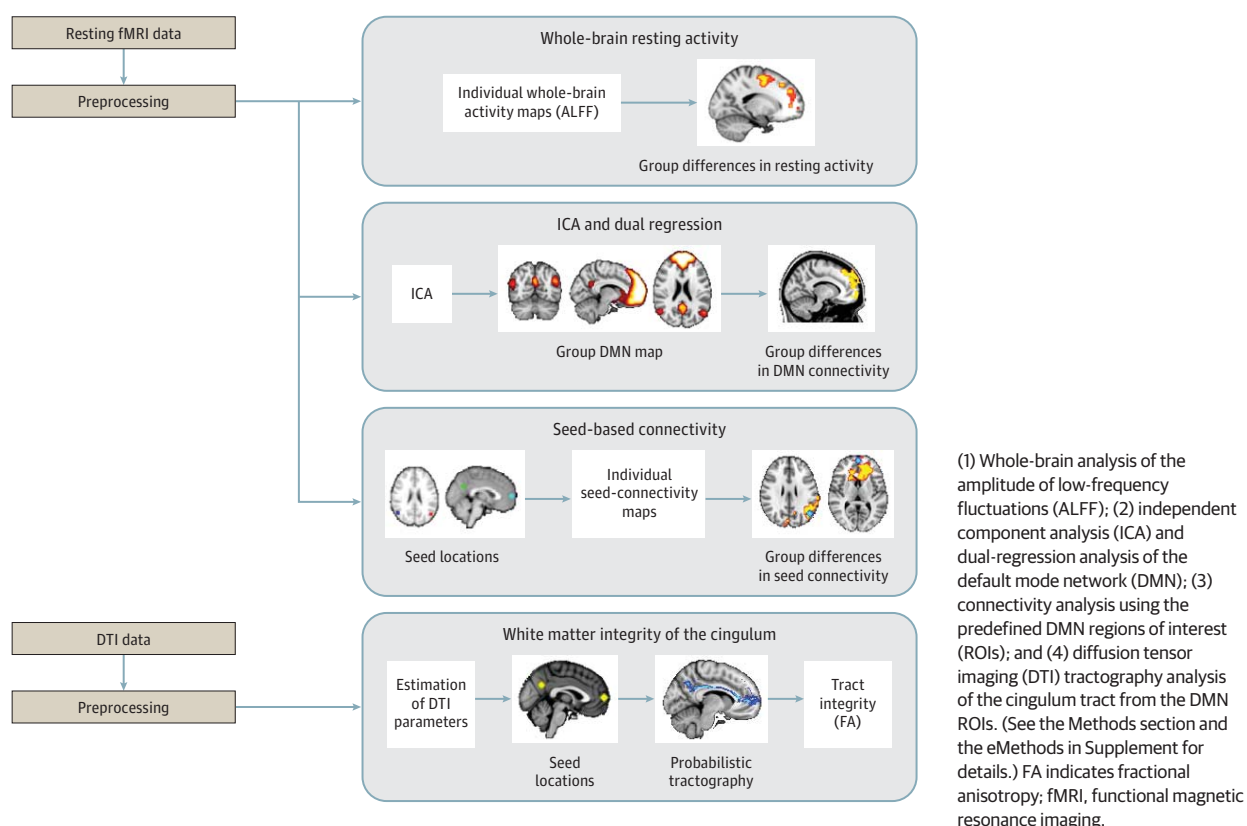 Resting fMRI data
Preprocessing
Whole-brain resting activity
Individual whole-brain
activity maps (ALFF)
Group differences in resting activity
ICA and dual regression
ICA
Group DMN map
Group differences
in DMN connectivity
Seed-based connectivity
Seed locations
Individual
seed-connectivity
maps
Group differences
in seed connectivity
DTI data
Preprocessing
White matter integrity of the cingulum
Estimation
of DTI
parameters
Seed
locations
Probabilistic
tractography
Tract
integrity
(FA)
(1) Whole-brain analysis of the
amplitude of low-frequency
fluctuations (ALFF); (2) independent
component analysis (ICA) and
dual-regression analysis of the
default mode network (DMN); (3)
connectivity analysis using the
predefined DMN regions of interest
(ROIs); and (4) diffusion tensor
imaging (DTI) tractography analysis
of the cingulum tract from the DMN
ROIs. (See the Methods section and
the eMethods in Supplement for
details.) FA indicates fractional
anisotropy; fMRI, functional magnetic
resonance imaging.